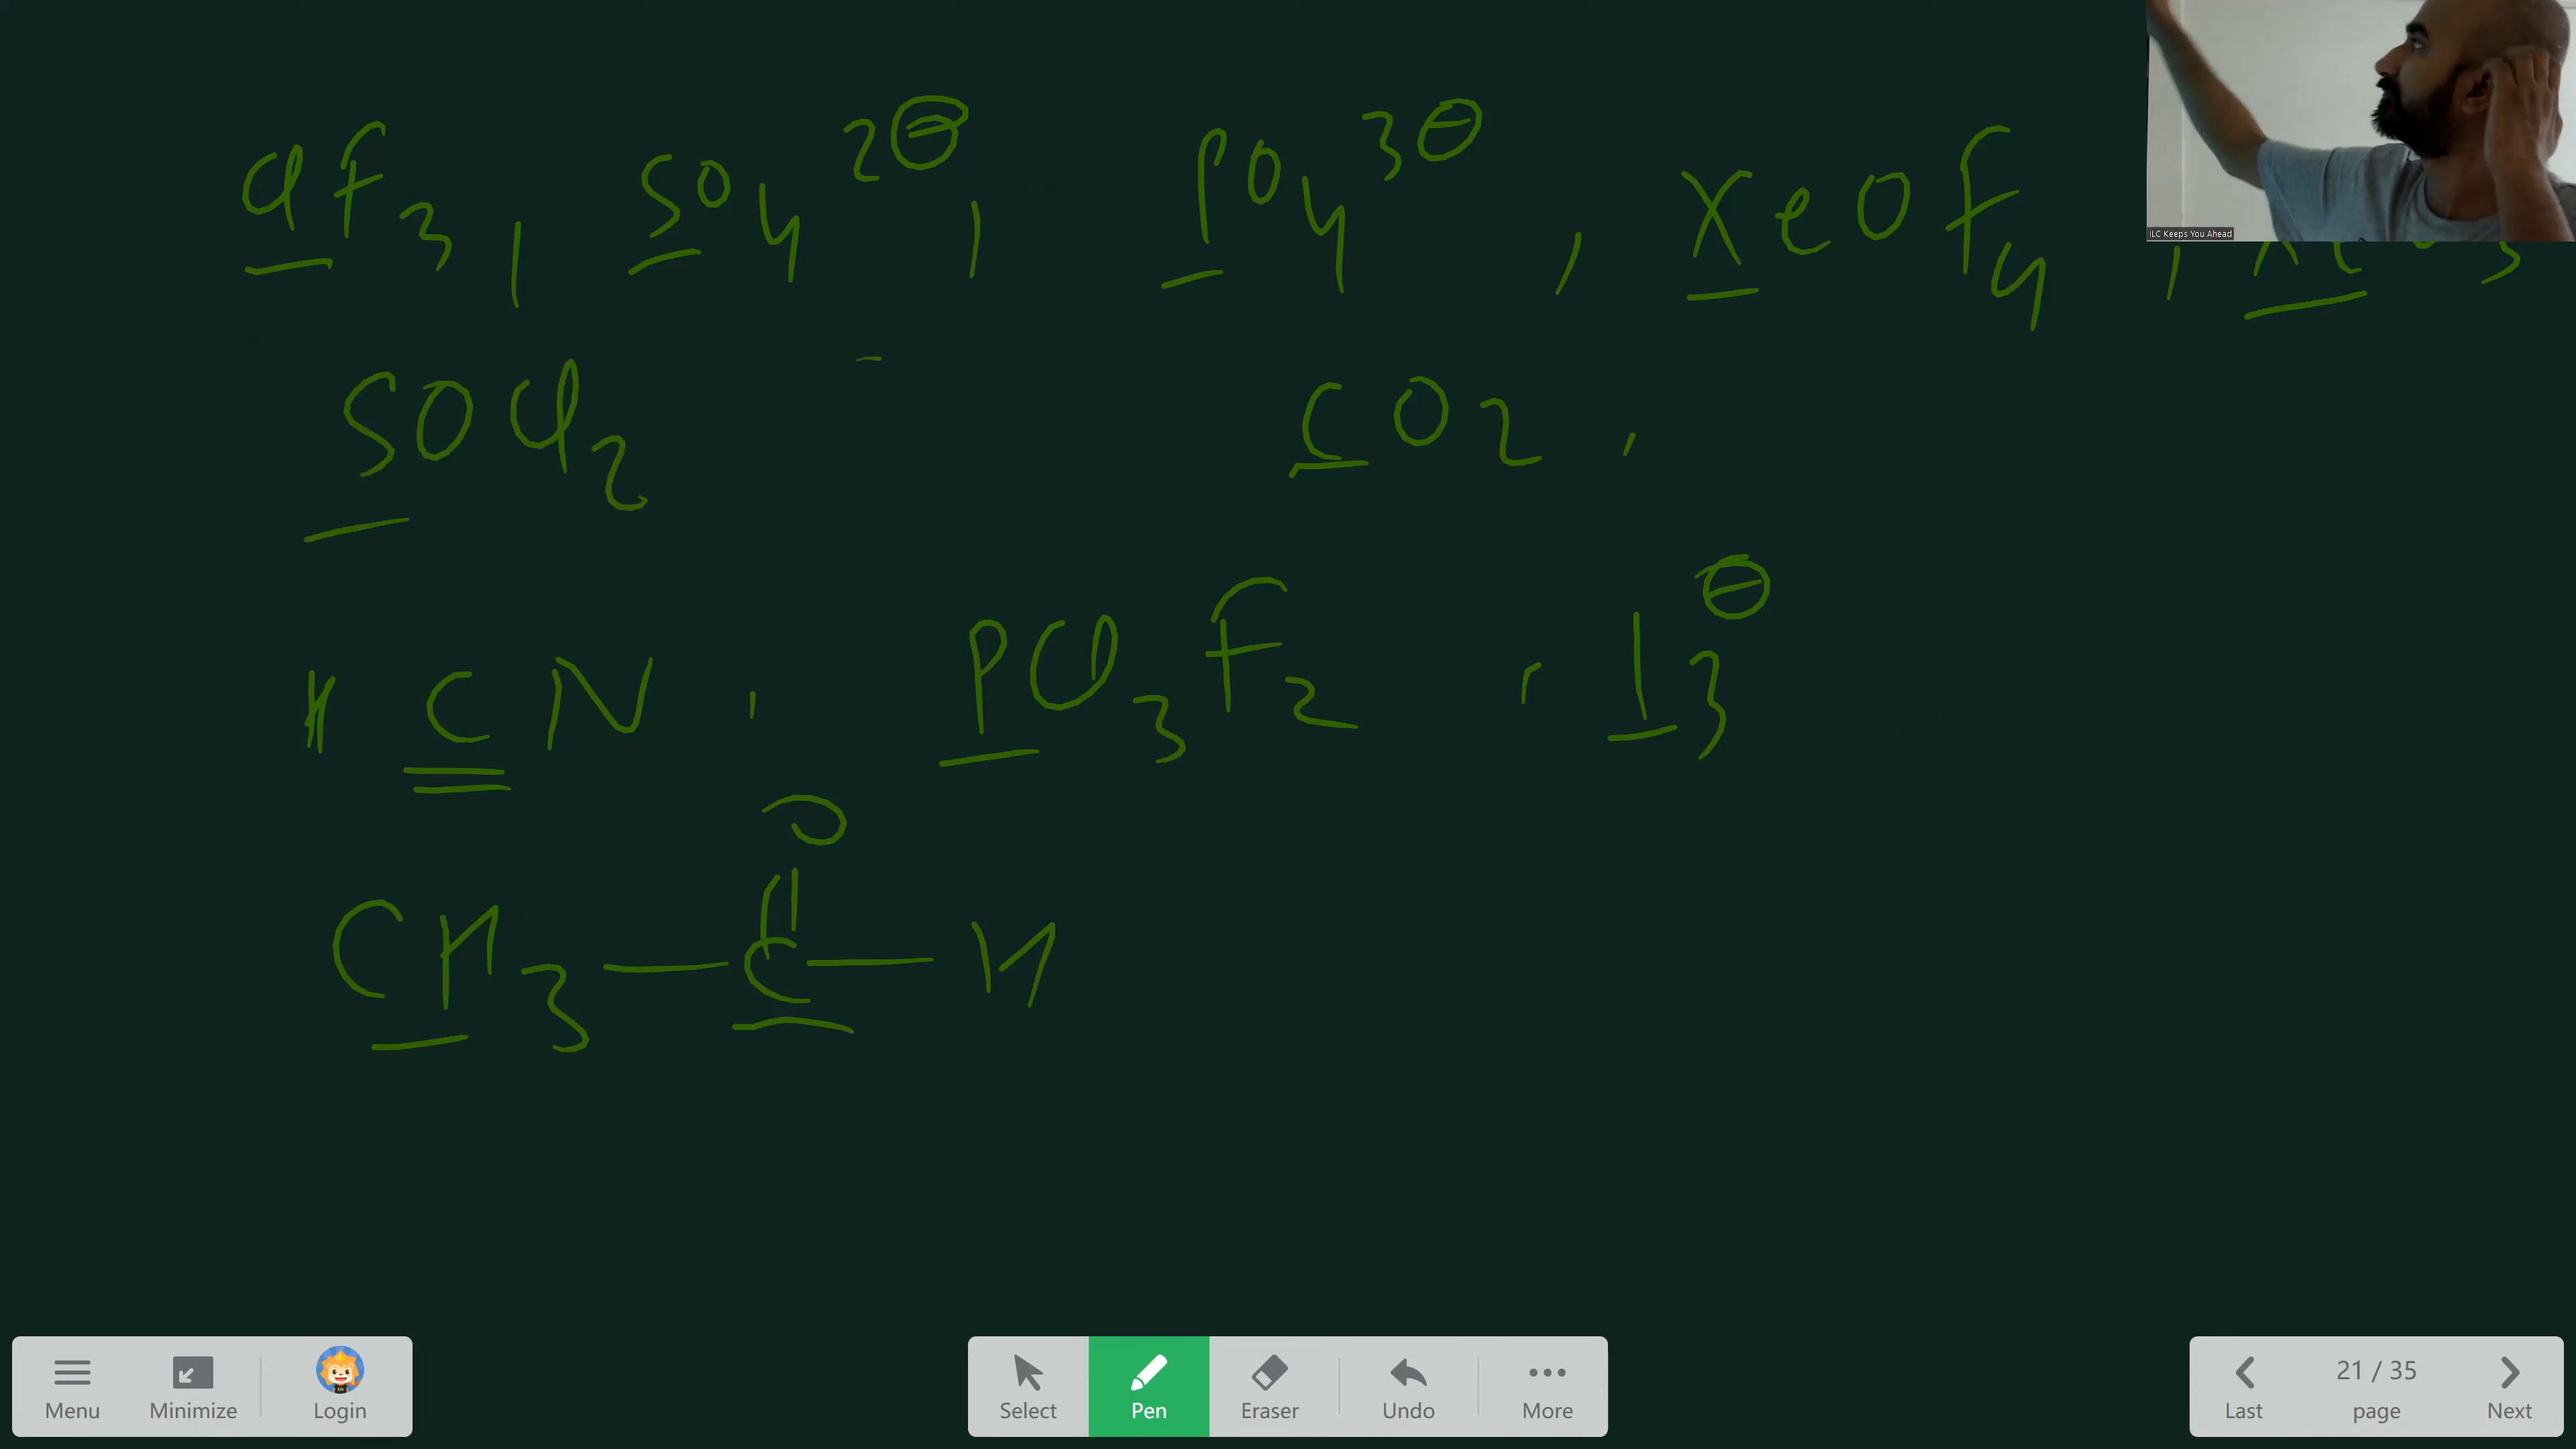 ClF3, SO4 2⊖, PO4 3⊖, XeOF4,
ILC Keeps You Ahead
SOCl2 CO2,
HCN, PCl3F2, I3⊖
O
CH3—C—H
Menu Minimize Login Select Pen Eraser Undo More Last 21 / 35 page Next